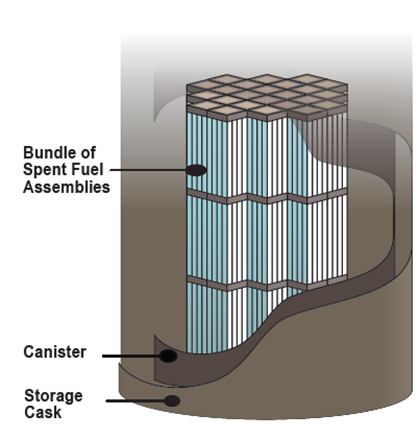 Bundle of
Spent Fuel
Assemblies
Canister
Storage
Cask